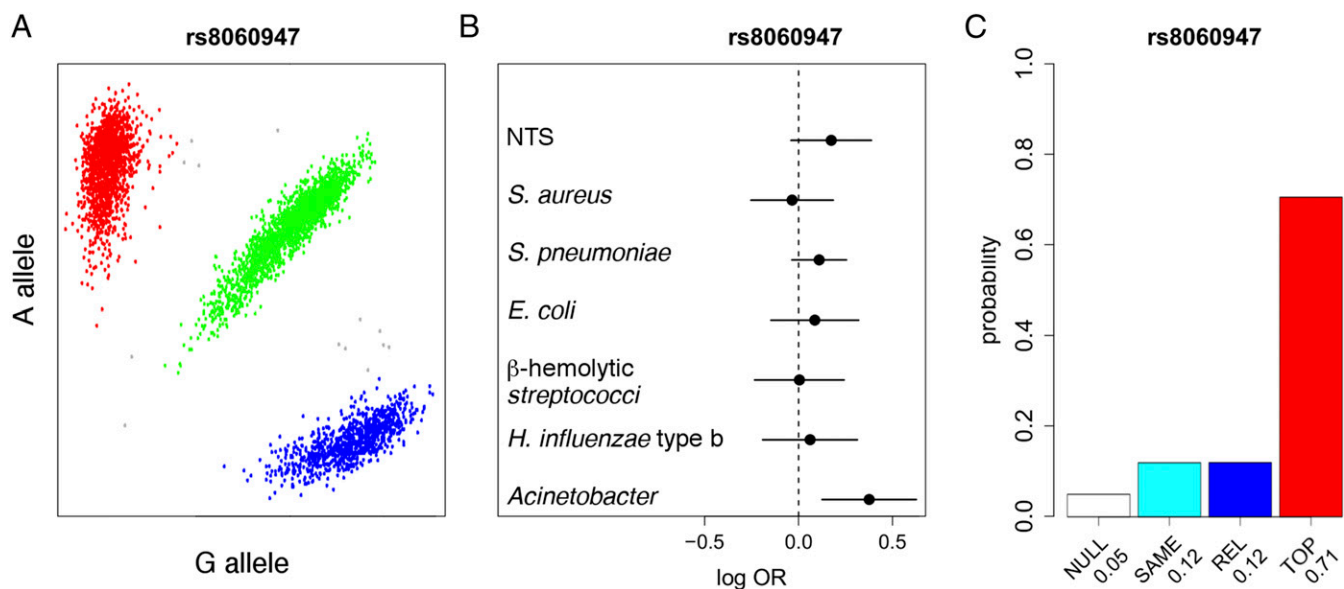 A
rs8060947
A allele
G allele
B
rs8060947
NTS
S. aureus
S. pneumoniae
E. coli
β-hemolytic
streptococci
H. influenzae type b
Acinetobacter
−0.5 0.0 0.5
log OR
C
rs8060947
probability
1.0
0.8
0.6
0.4
0.2
0.0
NULL
0.05
SAME
0.12
REL
0.12
TOP
0.71